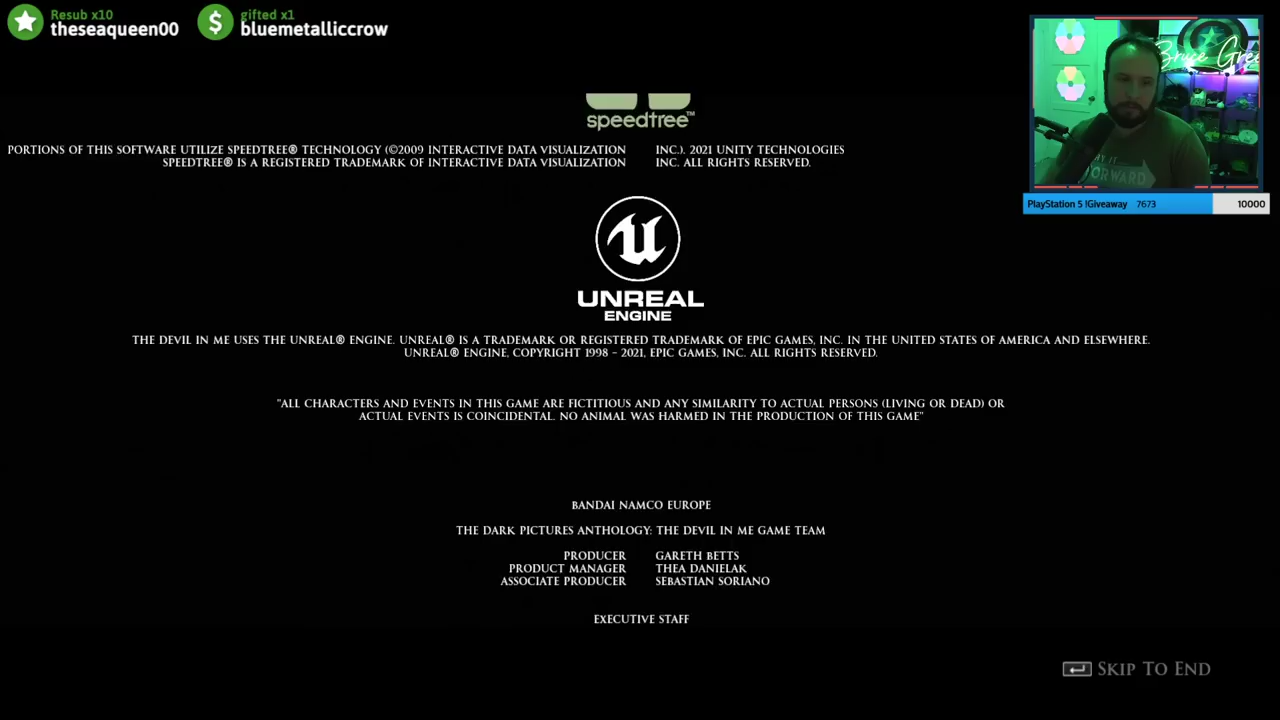 Resub x10
theseaqueen00
gifted x1
bluemetalliccrow
speedtree™
PORTIONS OF THIS SOFTWARE UTILIZE SPEEDTREE® TECHNOLOGY (©2009 INTERACTIVE DATA VISUALIZATION INC.). 2021 UNITY TECHNOLOGIES
SPEEDTREE® IS A REGISTERED TRADEMARK OF INTERACTIVE DATA VISUALIZATION INC. ALL RIGHTS RESERVED.
UNREAL
ENGINE
THE DEVIL IN ME USES THE UNREAL® ENGINE. UNREAL® IS A TRADEMARK OR REGISTERED TRADEMARK OF EPIC GAMES, INC. IN THE UNITED STATES OF AMERICA AND ELSEWHERE.
UNREAL® ENGINE, COPYRIGHT 1998 – 2021, EPIC GAMES, INC. ALL RIGHTS RESERVED.
"ALL CHARACTERS AND EVENTS IN THIS GAME ARE FICTITIOUS AND ANY SIMILARITY TO ACTUAL PERSONS (LIVING OR DEAD) OR
ACTUAL EVENTS IS COINCIDENTAL. NO ANIMAL WAS HARMED IN THE PRODUCTION OF THIS GAME"
BANDAI NAMCO EUROPE
THE DARK PICTURES ANTHOLOGY: THE DEVIL IN ME GAME TEAM
PRODUCER GARETH BETTS
PRODUCT MANAGER THEA DANIELAK
ASSOCIATE PRODUCER SEBASTIAN SORIANO
EXECUTIVE STAFF
SKIP TO END
Bruce
PlayStation 5 !Giveaway 7673 10000